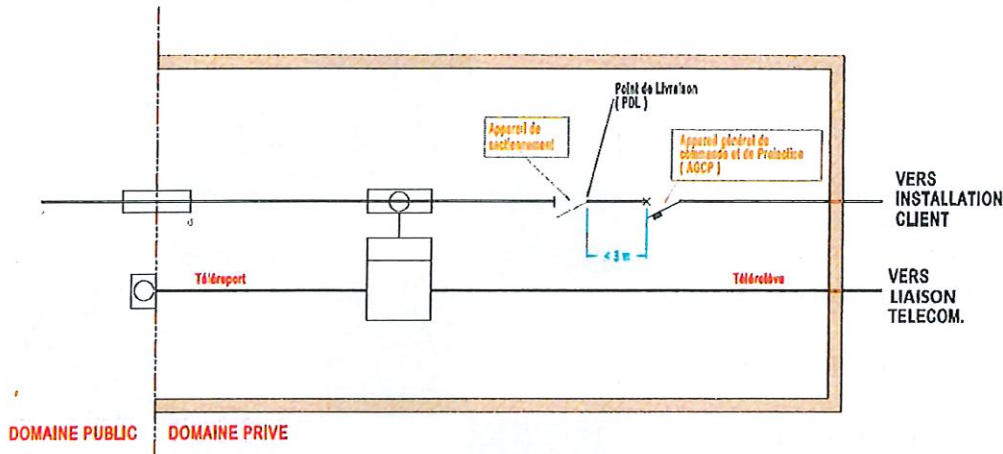 Point de Livraison
( PDL )
Appareil de
sectionnement
Appareil général de
commande et de Protection
( AGCP )
VERS
INSTALLATION
CLIENT
< 3 m
Téléreport
Télérelève
VERS
LIAISON
TELECOM.
DOMAINE PUBLIC
DOMAINE PRIVE